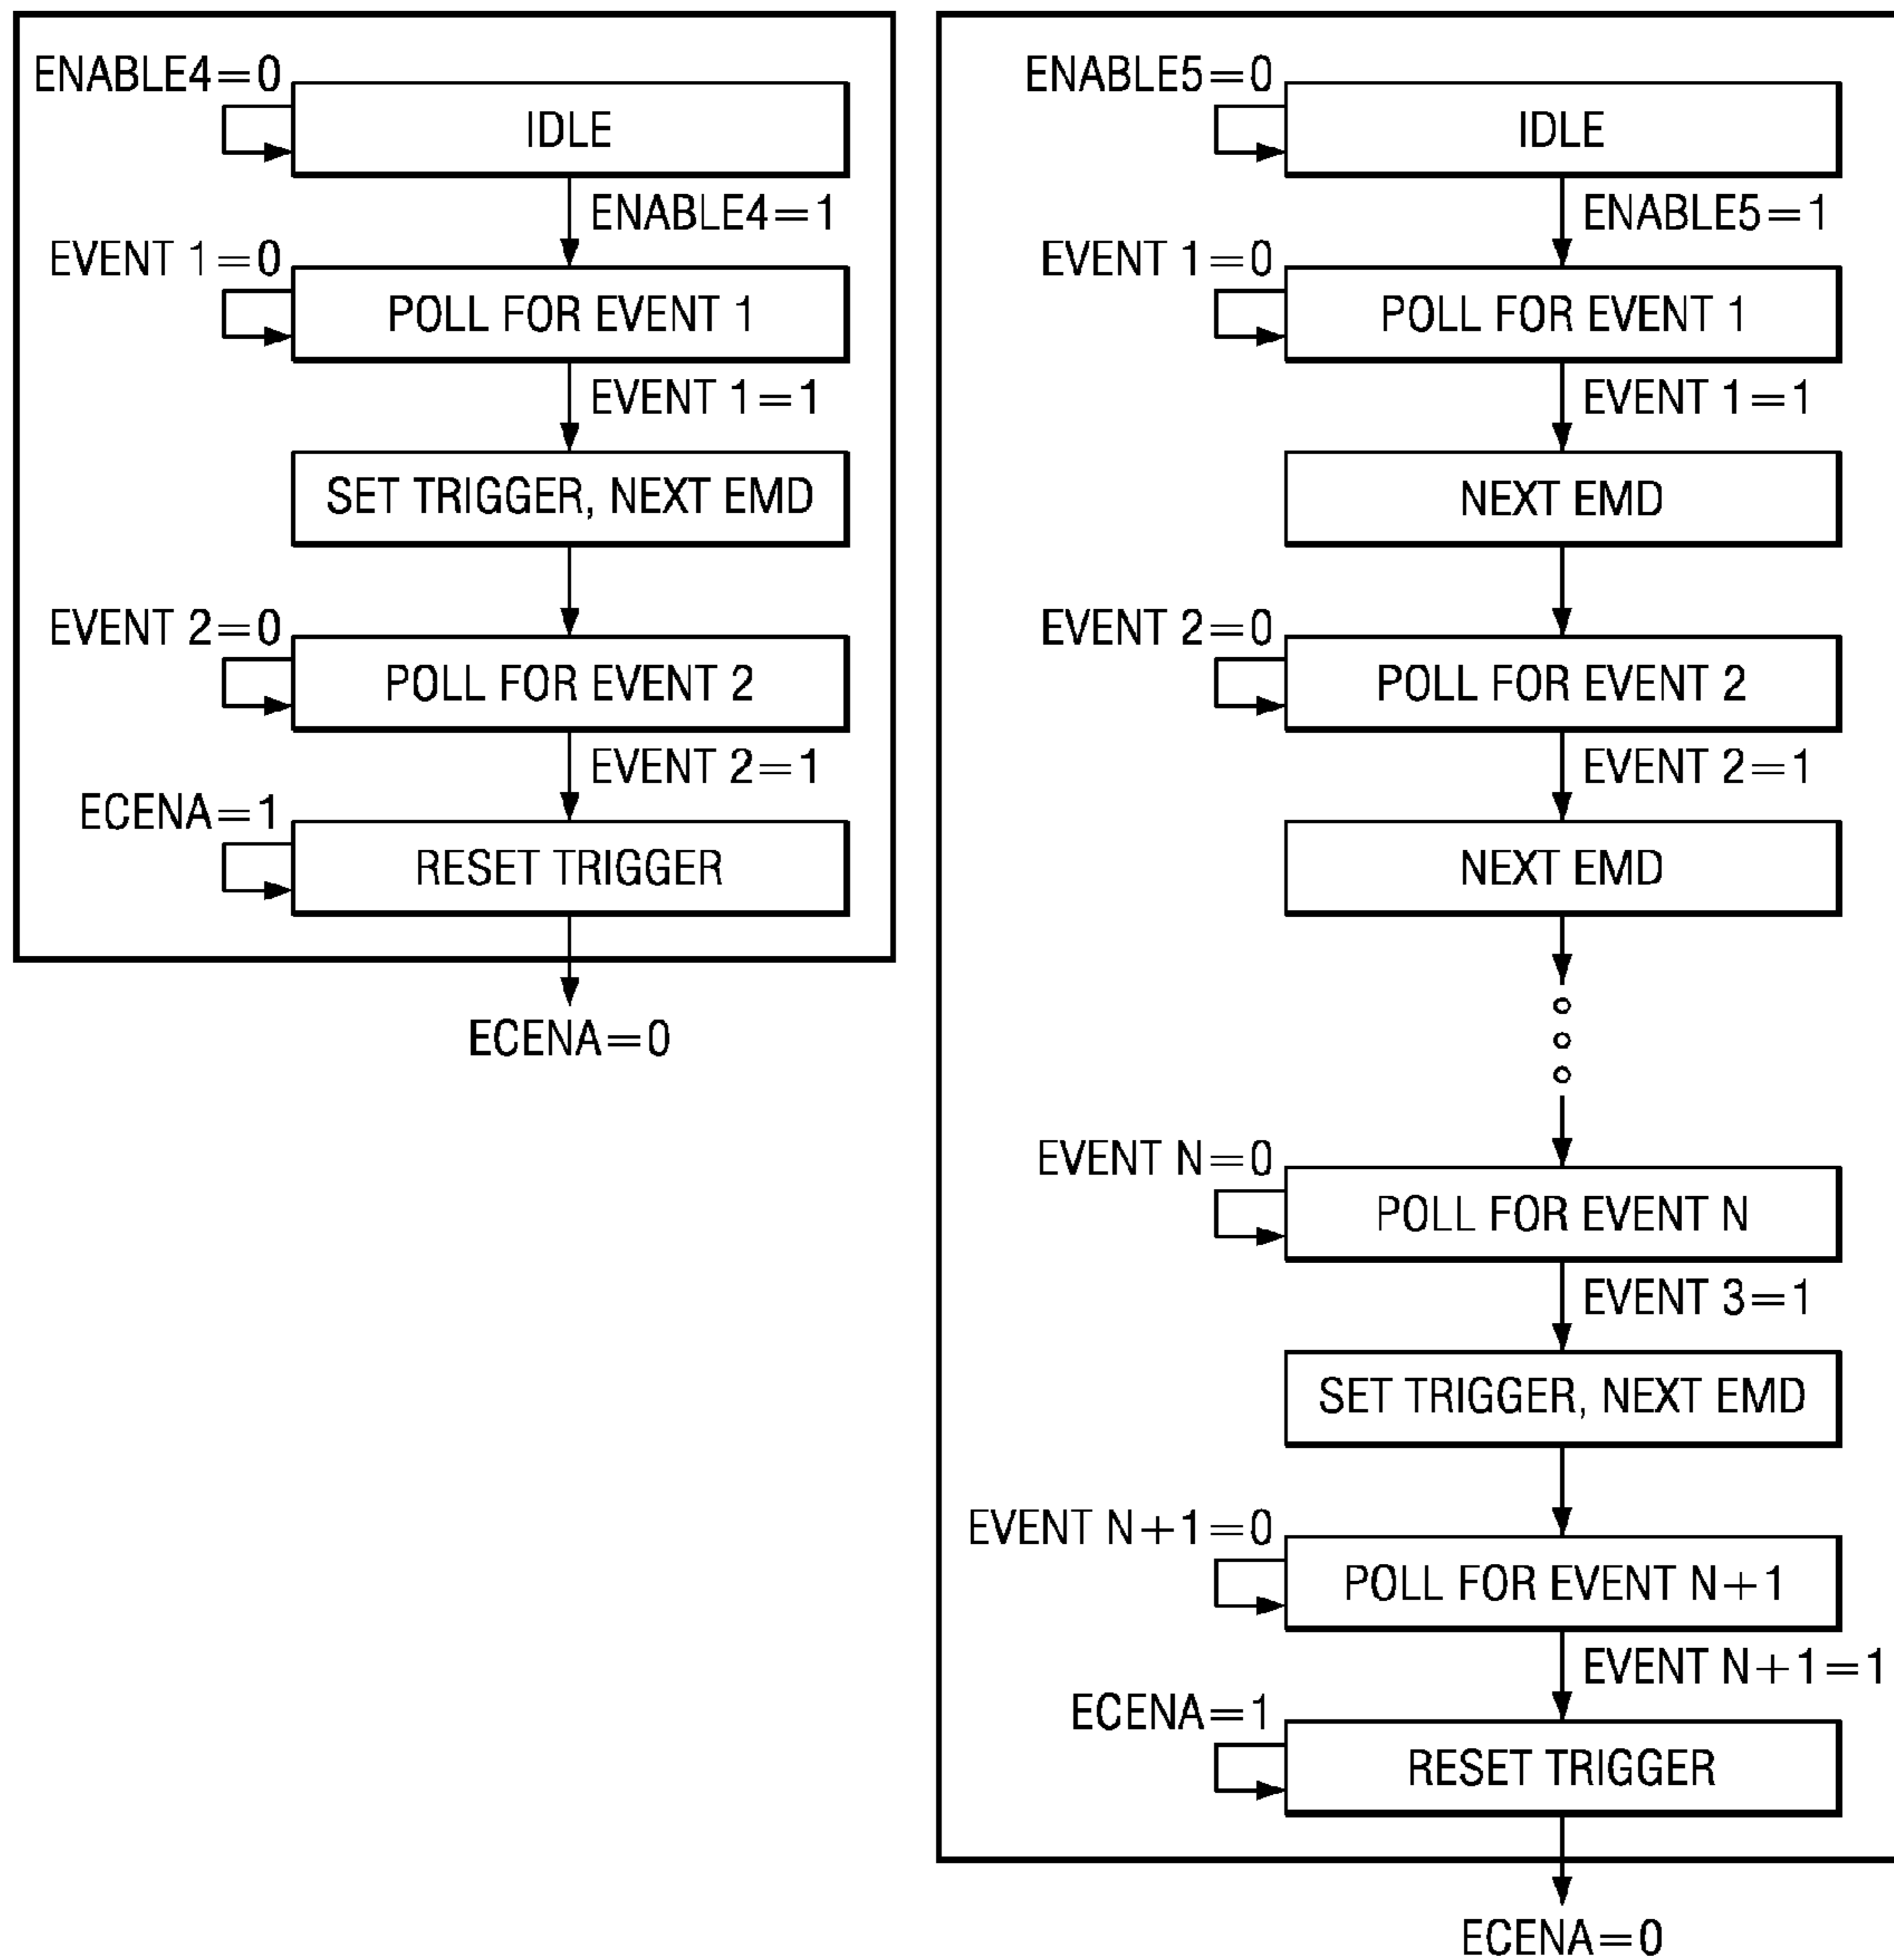 ENABLE4=0
IDLE
ENABLE4=1
EVENT 1=0
POLL FOR EVENT 1
EVENT 1=1
SET TRIGGER, NEXT EMD
EVENT 2=0
POLL FOR EVENT 2
EVENT 2=1
ECENA=1
RESET TRIGGER
ECENA=0
ENABLE5=0
IDLE
ENABLE5=1
EVENT 1=0
POLL FOR EVENT 1
EVENT 1=1
NEXT EMD
EVENT 2=0
POLL FOR EVENT 2
EVENT 2=1
NEXT EMD
EVENT N=0
POLL FOR EVENT N
EVENT 3=1
SET TRIGGER, NEXT EMD
EVENT N+1=0
POLL FOR EVENT N+1
EVENT N+1=1
ECENA=1
RESET TRIGGER
ECENA=0